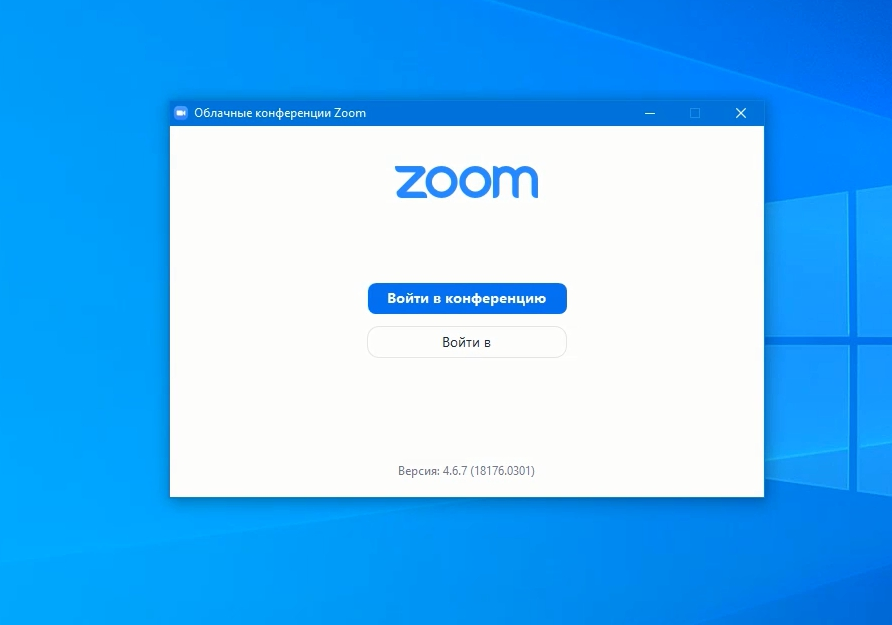 Облачные конференции Zoom
zoom
Войти в конференцию
Войти в
Версия: 4.6.7 (18176.0301)